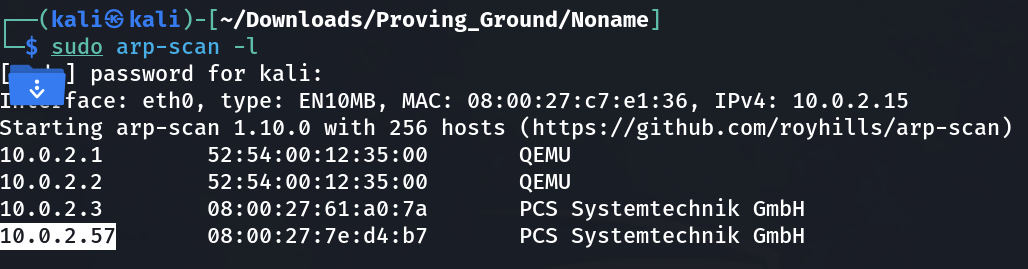 (kali㉿kali)-[~/Downloads/Proving_Ground/Noname]
$ sudo arp-scan -l
[ ] password for kali:
Interface: eth0, type: EN10MB, MAC: 08:00:27:c7:e1:36, IPv4: 10.0.2.15
Starting arp-scan 1.10.0 with 256 hosts (https://github.com/royhills/arp-scan)
10.0.2.1 52:54:00:12:35:00 QEMU
10.0.2.2 52:54:00:12:35:00 QEMU
10.0.2.3 08:00:27:61:a0:7a PCS Systemtechnik GmbH
10.0.2.57 08:00:27:7e:d4:b7 PCS Systemtechnik GmbH